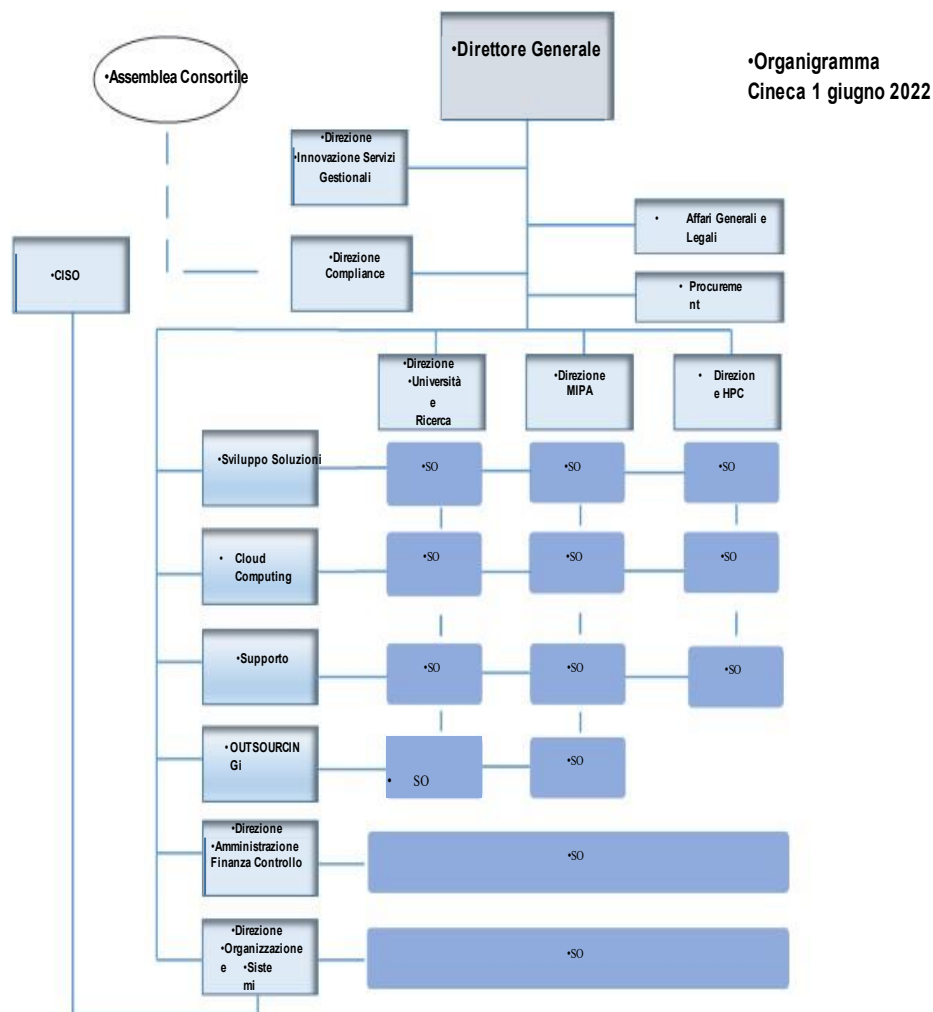 •Direttore Generale
•Organigramma
Cineca 1 giugno 2022
•Assemblea Consortile
•Direzione
•Innovazione Servizi
Gestionali
• Affari Generali e
Legali
•CISO
•Direzione
Compliance
• Procureme
nt
•Direzione
•Università
e
Ricerca
•Direzione
MIPA
• Direzion
e HPC
•Sviluppo Soluzioni
•SO
•SO
•SO
• Cloud
Computing
•SO
•SO
•SO
•Supporto
•SO
•SO
•SO
•OUTSOURCIN
Gi
• SO
•SO
•Direzione
•Amministrazione
Finanza Controllo
•SO
•Direzione
•Organizzazione
e •Siste
mi
•SO